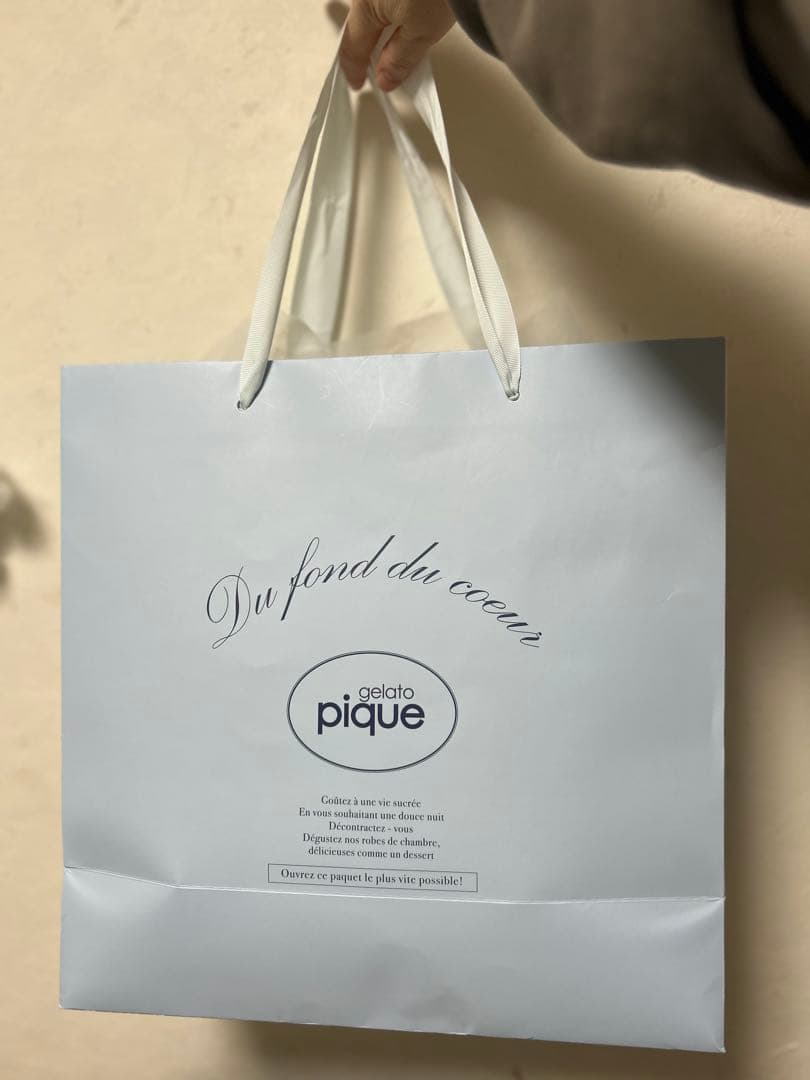 Du fond du coeur
gelato
pique
Goûtez à une vie sucrée
En vous souhaitant une douce nuit
Décontractez - vous
Dégustez nos robes de chambre,
délicieuses comme un dessert
Ouvrez ce paquet le plus vite possible!